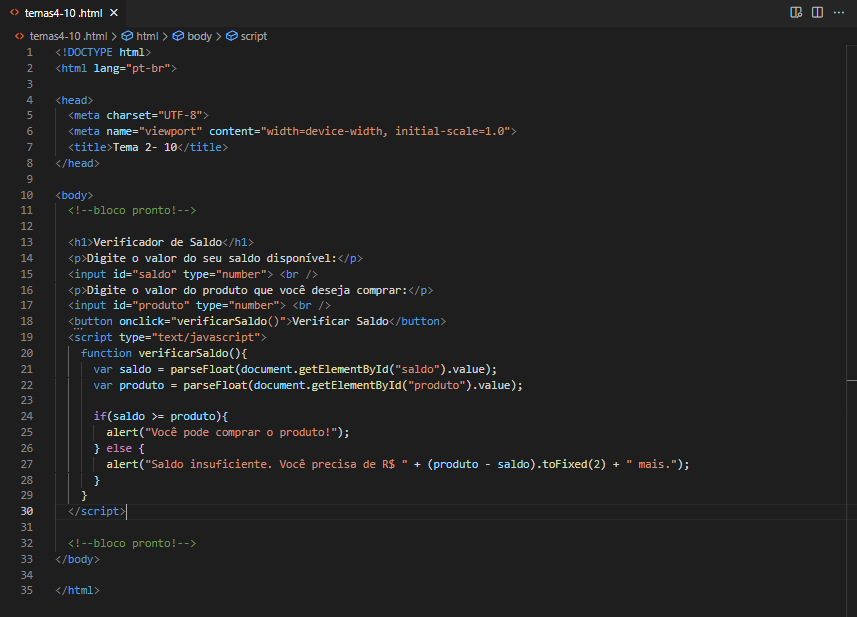 temas4-10 .html
temas4-10 .html > html > body > script
1 <!DOCTYPE html>
2 <html lang="pt-br">
3
4 <head>
5 <meta charset="UTF-8">
6 <meta name="viewport" content="width=device-width, initial-scale=1.0">
7 <title>Tema 2- 10</title>
8 </head>
9
10 <body>
11 <!--bloco pronto!-->
12
13 <h1>Verificador de Saldo</h1>
14 <p>Digite o valor do seu saldo disponível:</p>
15 <input id="saldo" type="number"> <br />
16 <p>Digite o valor do produto que você deseja comprar:</p>
17 <input id="produto" type="number"> <br />
18 <button onclick="verificarSaldo()">Verificar Saldo</button>
19 <script type="text/javascript">
20 function verificarSaldo(){
21 var saldo = parseFloat(document.getElementById("saldo").value);
22 var produto = parseFloat(document.getElementById("produto").value);
23
24 if(saldo >= produto){
25 alert("Você pode comprar o produto!");
26 } else {
27 alert("Saldo insuficiente. Você precisa de R$ " + (produto - saldo).toFixed(2) + " mais.");
28 }
29 }
30 </script>
31
32 <!--bloco pronto!-->
33 </body>
34
35 </html>